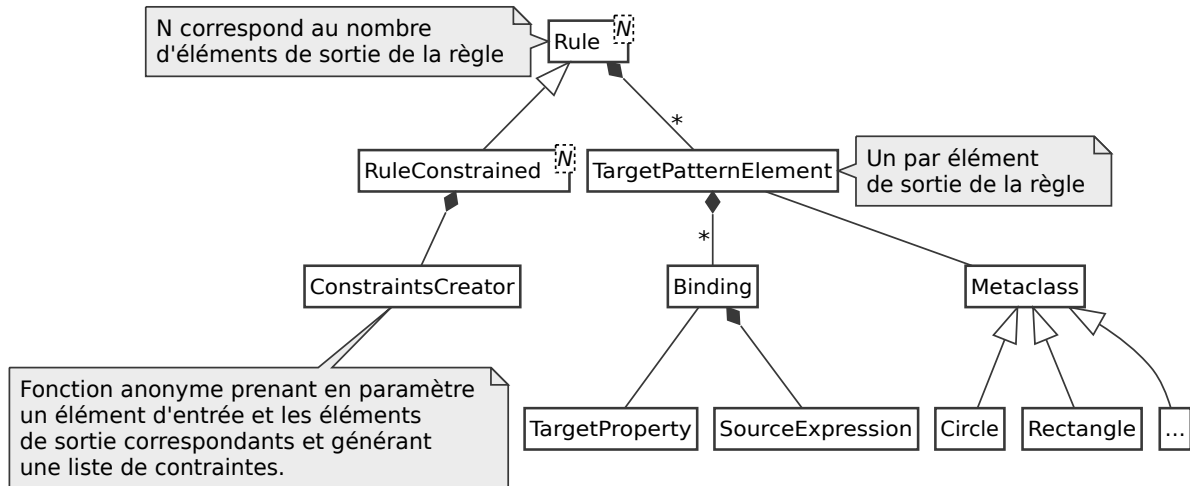 N correspond au nombre
d'éléments de sortie de la règle
Rule
N
*
RuleConstrained
N
TargetPatternElement
Un par élément
de sortie de la règle
*
ConstraintsCreator
Binding
Metaclass
Fonction anonyme prenant en paramètre
un élément d'entrée et les éléments
de sortie correspondants et générant
une liste de contraintes.
TargetProperty
SourceExpression
Circle
Rectangle
...